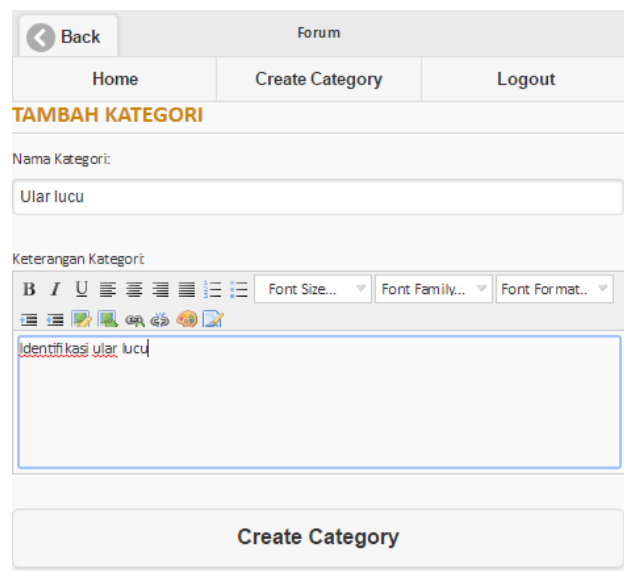 Back
Forum
Home Create Category Logout
TAMBAH KATEGORI
Nama Kategori:
Ular lucu
Keterangan Kategori:
B I U Font Size... Font Family... Font Format..
Identifikasi ular lucu
Create Category